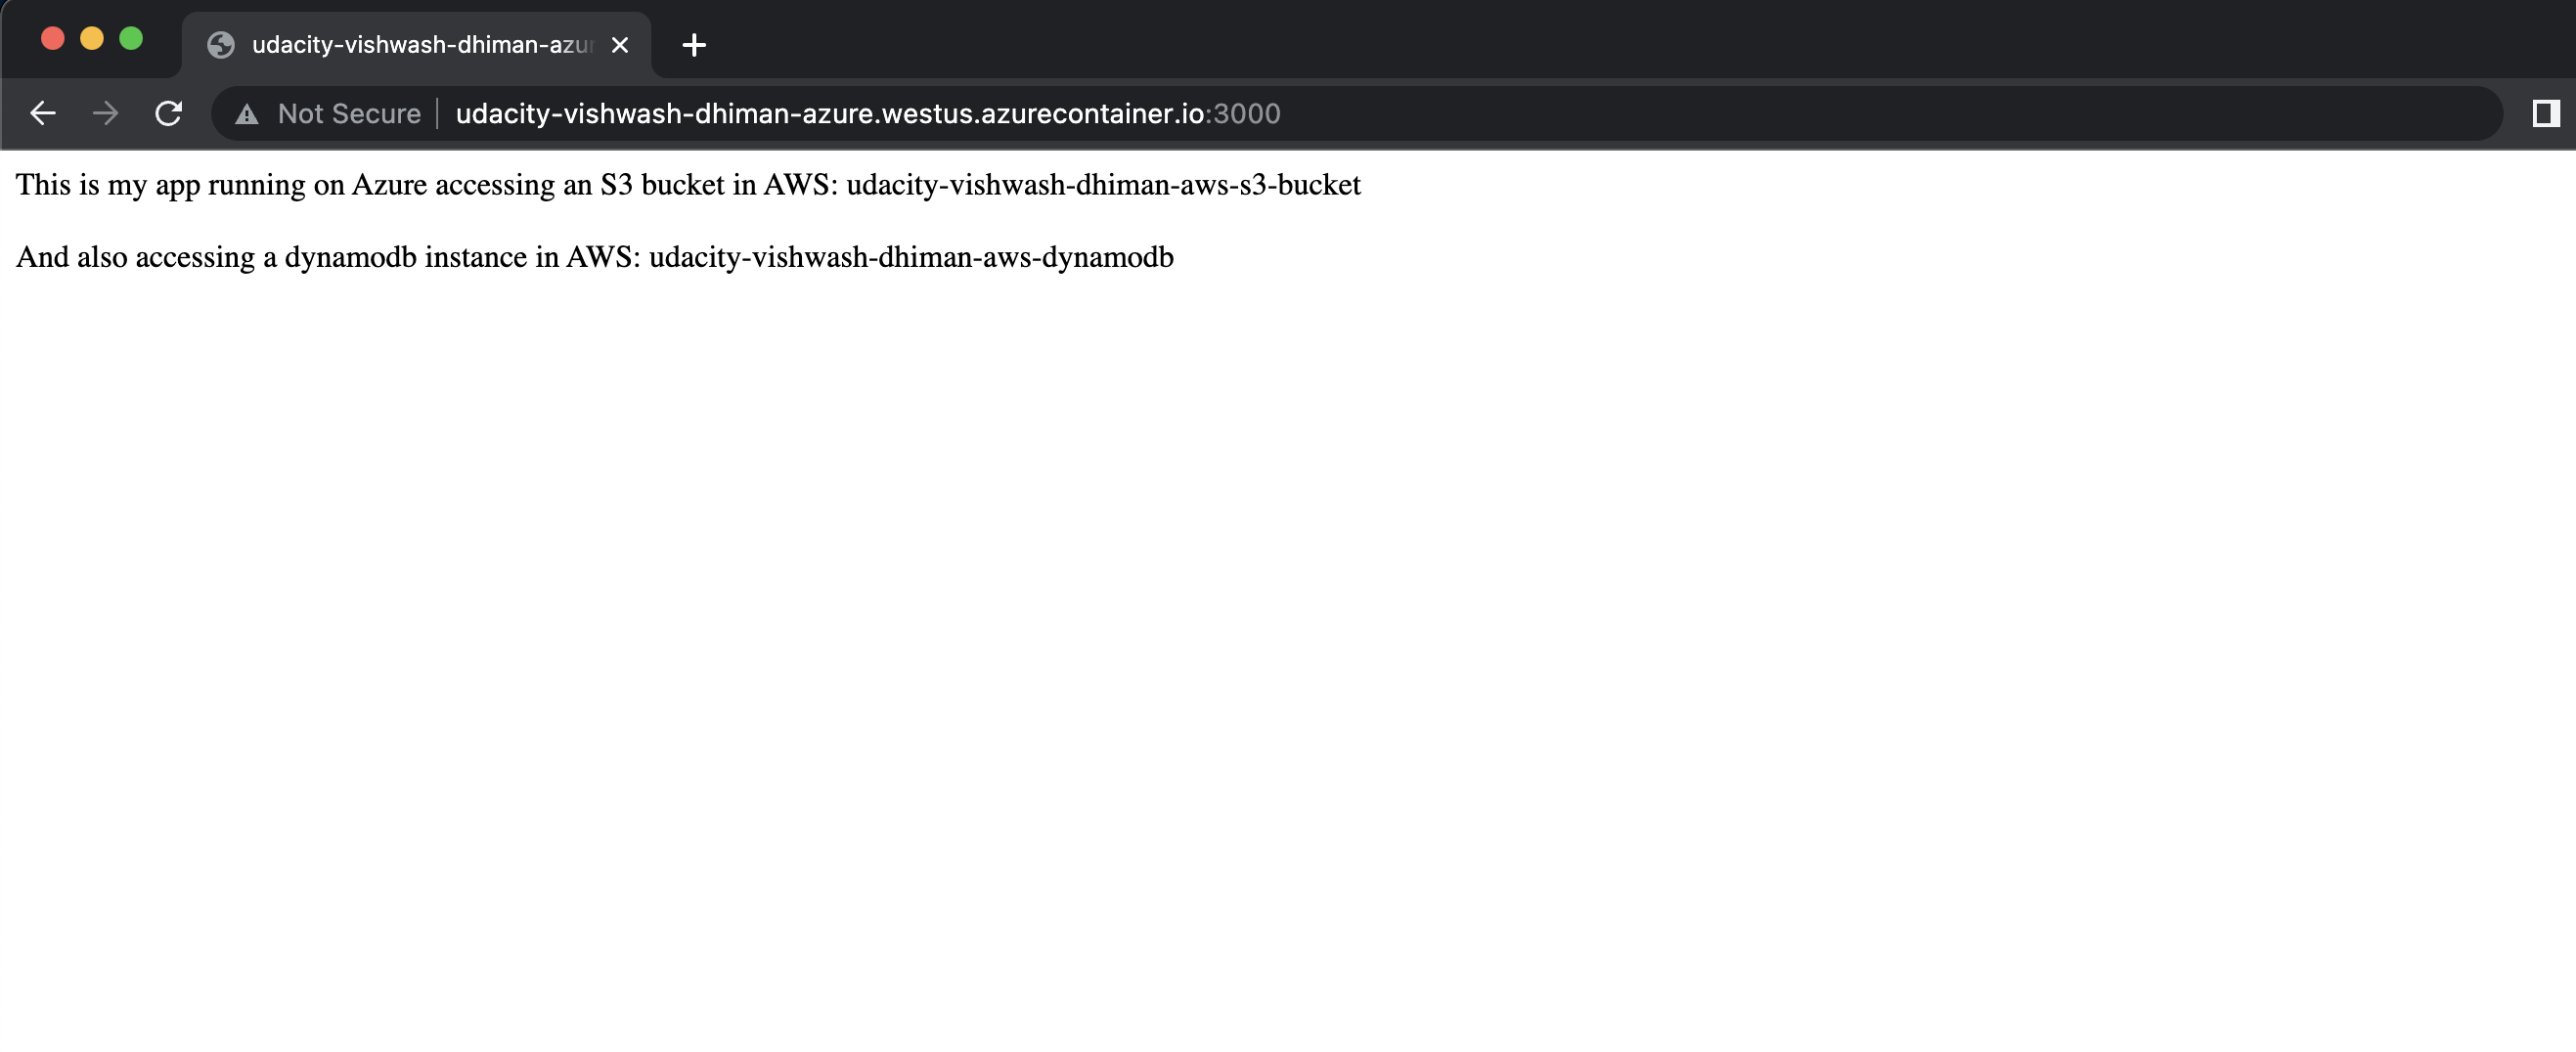 udacity-vishwash-dhiman-azur
Not Secure udacity-vishwash-dhiman-azure.westus.azurecontainer.io:3000
This is my app running on Azure accessing an S3 bucket in AWS: udacity-vishwash-dhiman-aws-s3-bucket
And also accessing a dynamodb instance in AWS: udacity-vishwash-dhiman-aws-dynamodb